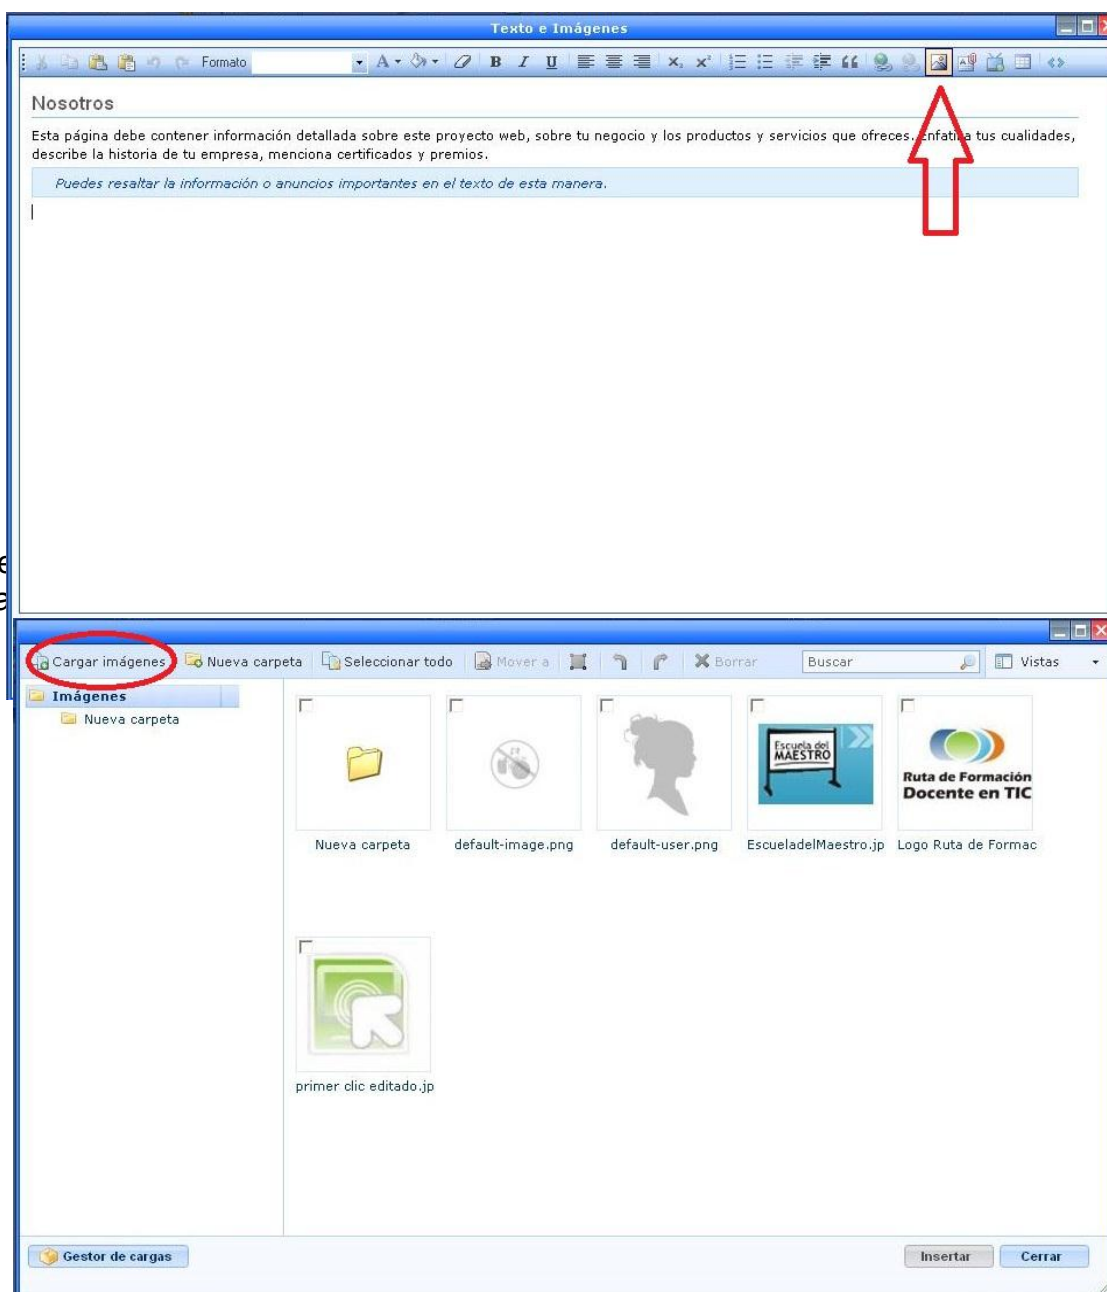 Texto e Imágenes
Formato
Nosotros
Esta página debe contener información detallada sobre este proyecto web, sobre tu negocio y los productos y servicios que ofreces. Enfatiza tus cualidades,
describe la historia de tu empresa, menciona certificados y premios.
Puedes resaltar la información o anuncios importantes en el texto de esta manera.
Cargar imágenes Nueva carpeta Seleccionar todo Mover a Borrar Buscar Vistas
Imágenes
Nueva carpeta
Escuela del
MAESTRO
Ruta de Formación
Docente en TIC
Nueva carpeta default-image.png default-user.png EscueladelMaestro.jp Logo Ruta de Formac
primer clic editado.jp
Gestor de cargas Insertar Cerrar